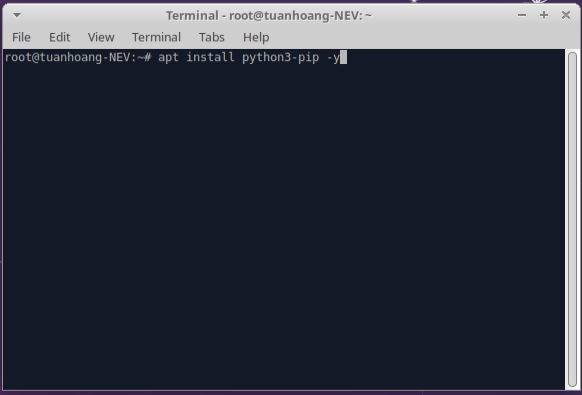 Terminal - root@tuanhoang-NEV: ~
File Edit View Terminal Tabs Help
root@tuanhoang-NEV:~# apt install python3-pip -y